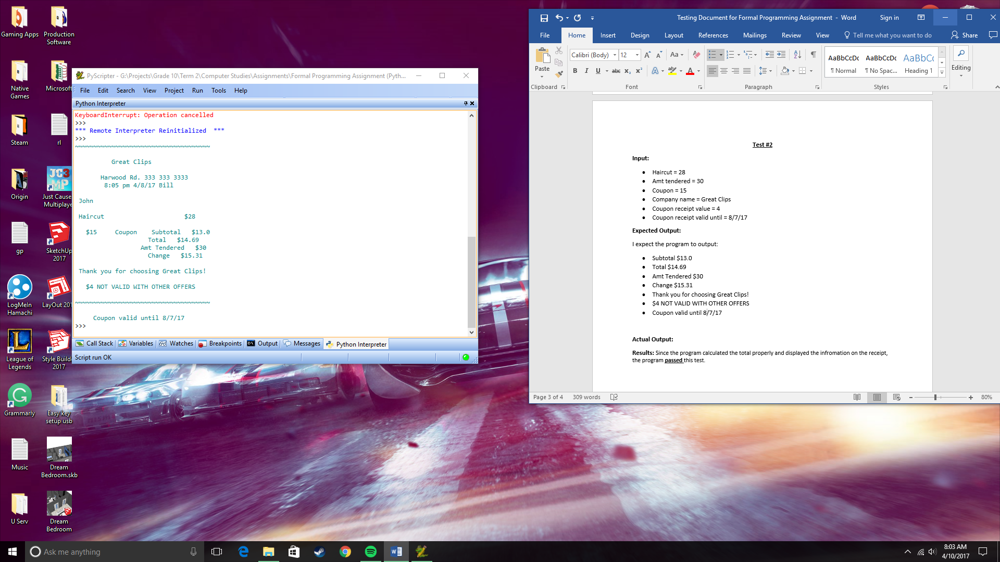 Gaming Apps
Production Software
Native Games
Microsoft
Steam
rl
Origin
Just Cause Multiplaye
gp
SketchUp 2017
LogMeIn Hamachi
LayOut 201
League of Legends
Style Build 2017
Grammarly
Easy key setup usb
Music
Dream Bedroom.skb
U Serv
Dream Bedroom
JC3
MP
PyScripter - G:\Projects\Grade 10\Term 2\Computer Studies\Assignments\Formal Programming Assignment (Pyth...
File Edit Search View Project Run Tools Help
Python Interpreter
KeyboardInterrupt: Operation cancelled
>>>
*** Remote Interpreter Reinitialized ***
>>>
~~~~~~~~~~~~~~~~~~~~~~~~~~~~~~~~~~~~~
Great Clips
Harwood Rd. 333 333 3333
8:05 pm 4/8/17 Bill
John
Haircut $28
$15 Coupon Subtotal $13.0
Total $14.69
Amt Tendered $30
Change $15.31
Thank you for choosing Great Clips!
$4 NOT VALID WITH OTHER OFFERS
~~~~~~~~~~~~~~~~~~~~~~~~~~~~~~~~~~~~~
Coupon valid until 8/7/17
>>>
Call Stack Variables Watches Breakpoints Output Messages Python Interpreter
Script run OK
Testing Document for Formal Programming Assignment - Word Sign in
File Home Insert Design Layout References Mailings Review View Tell me what you want to do Share
Paste
Calibri (Body) 12 Aa
B I U abc X₂ X² A A
AaBbCcDc AaBbCcDc AaBbCc
¶ Normal ¶ No Spac... Heading 1
Editing
Clipboard Font Paragraph Styles
Test #2
Input:
• Haircut = 28
• Amt tendered = 30
• Coupon = 15
• Company name = Great Clips
• Coupon receipt value = 4
• Coupon receipt valid until = 8/7/17
Expected Output:
I expect the program to output:
• Subtotal $13.0
• Total $14.69
• Amt Tendered $30
• Change $15.31
• Thank you for choosing Great Clips!
• $4 NOT VALID WITH OTHER OFFERS
• Coupon valid until 8/7/17
Actual Output:
Results: Since the program calculated the total properly and displayed the infromation on the receipt,
the program passed this test.
Page 3 of 4 309 words 80%
Ask me anything
8:03 AM
4/10/2017